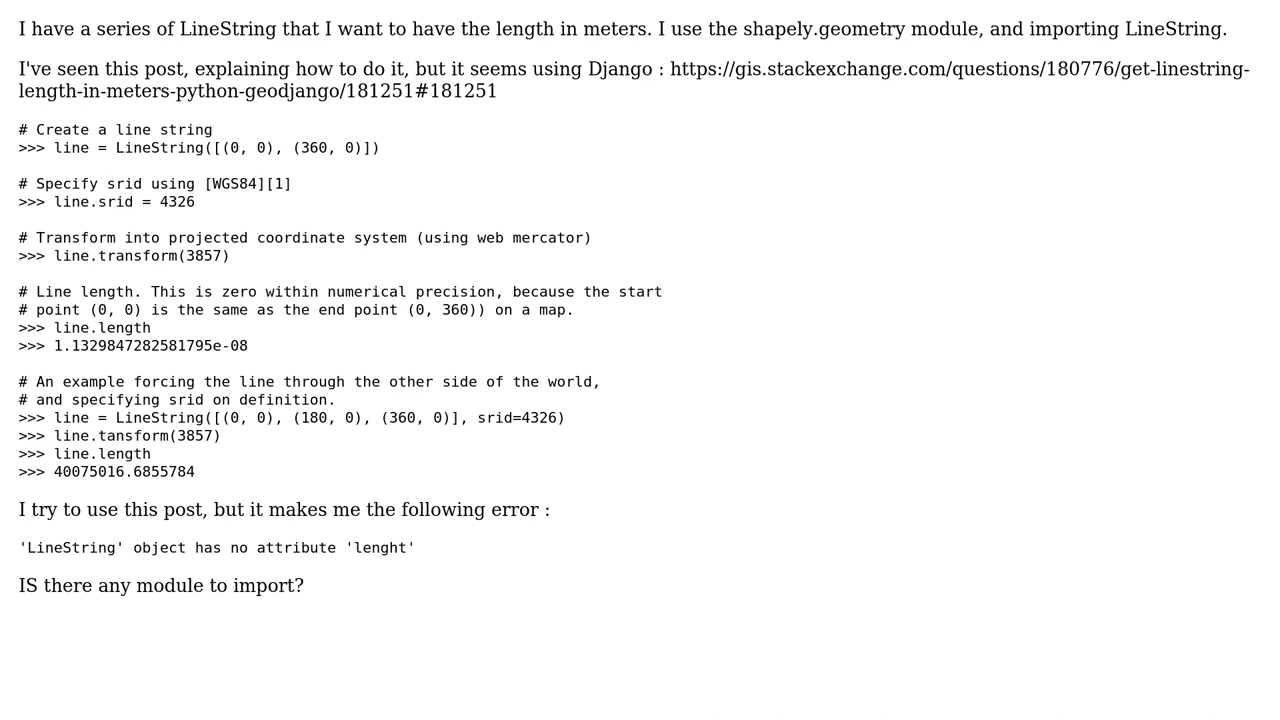 I have a series of LineString that I want to have the length in meters. I use the shapely.geometry module, and importing LineString.
I've seen this post, explaining how to do it, but it seems using Django : https://gis.stackexchange.com/questions/180776/get-linestring-
length-in-meters-python-geodjango/181251#181251
# Create a line string
>>> line = LineString([(0, 0), (360, 0)])
# Specify srid using [WGS84][1]
>>> line.srid = 4326
# Transform into projected coordinate system (using web mercator)
>>> line.transform(3857)
# Line length. This is zero within numerical precision, because the start
# point (0, 0) is the same as the end point (0, 360)) on a map.
>>> line.length
>>> 1.1329847282581795e-08
# An example forcing the line through the other side of the world,
# and specifying srid on definition.
>>> line = LineString([(0, 0), (180, 0), (360, 0)], srid=4326)
>>> line.tansform(3857)
>>> line.length
>>> 40075016.6855784
I try to use this post, but it makes me the following error :
'LineString' object has no attribute 'lenght'
IS there any module to import?